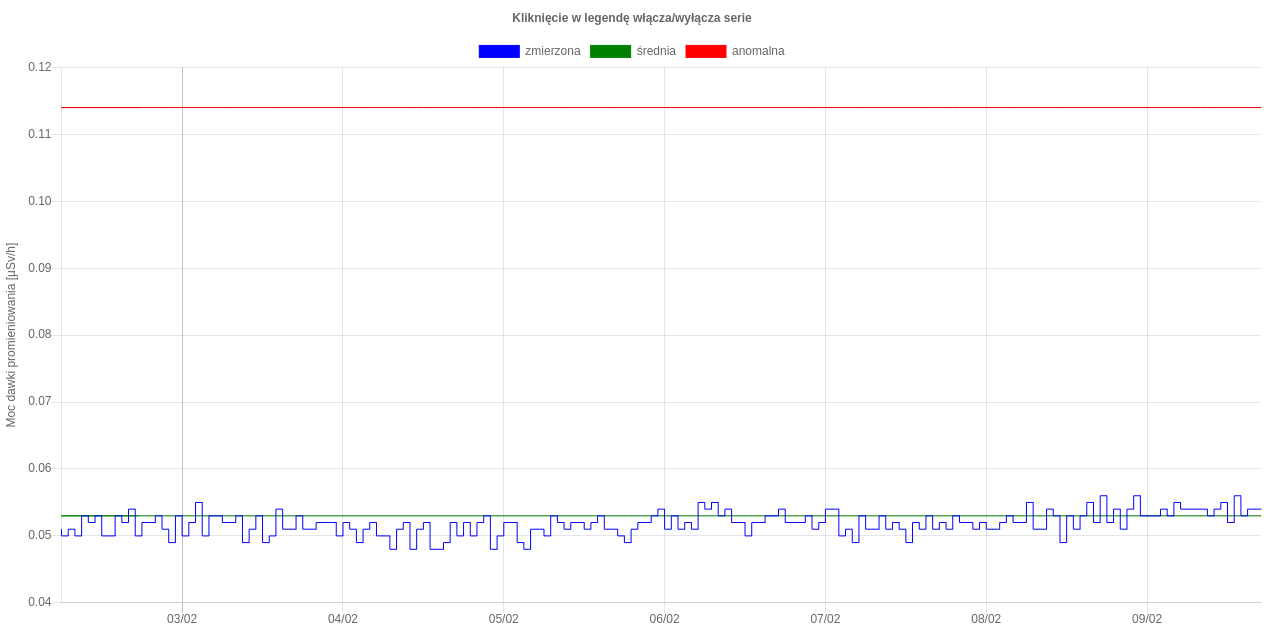 Kliknięcie w legendę włącza/wyłącza serie
zmierzona średnia anomalna
Moc dawki promieniowania [µSv/h]
0.12
0.11
0.10
0.09
0.08
0.07
0.06
0.05
0.04
03/02 04/02 05/02 06/02 07/02 08/02 09/02